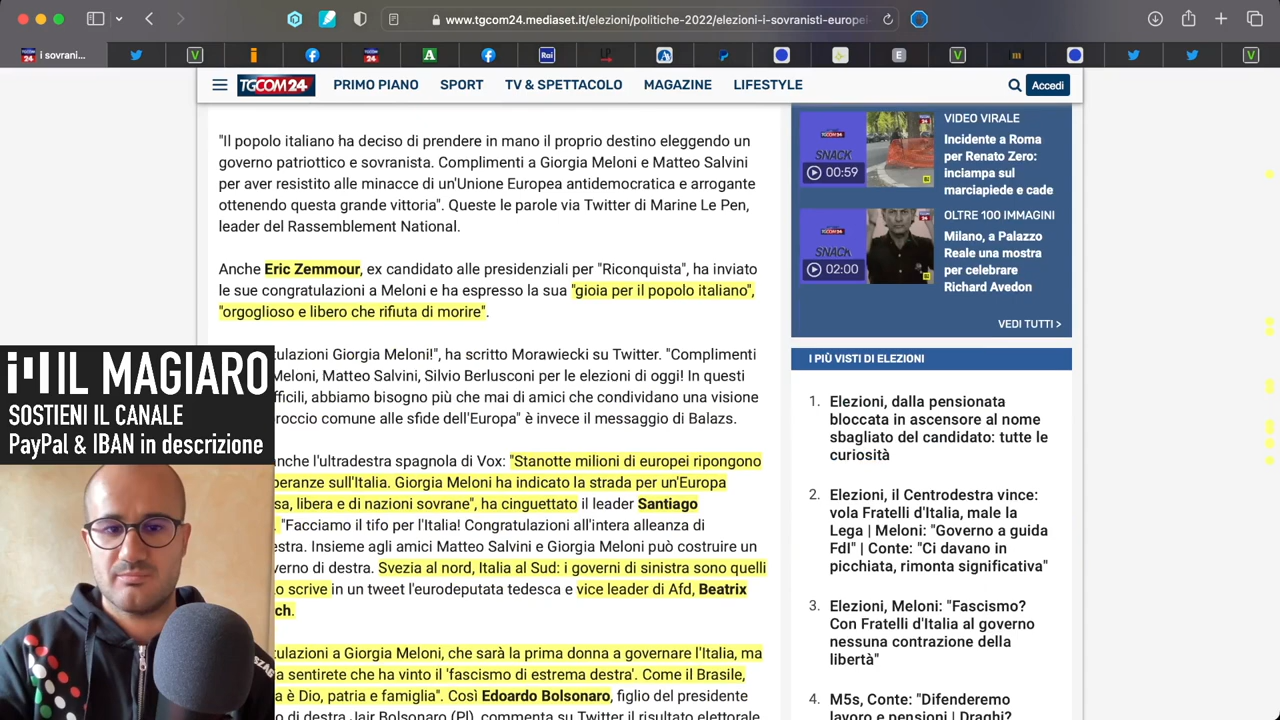 www.tgcom24.mediaset.it/elezioni/politiche-2022/elezioni-i-sovranisti-europei
i sovrani...
TGCOM24
PRIMO PIANO
SPORT
TV & SPETTACOLO
MAGAZINE
LIFESTYLE
Accedi
"Il popolo italiano ha deciso di prendere in mano il proprio destino eleggendo un
governo patriottico e sovranista. Complimenti a Giorgia Meloni e Matteo Salvini
per aver resistito alle minacce di un'Unione Europea antidemocratica e arrogante
ottenendo questa grande vittoria". Queste le parole via Twitter di Marine Le Pen,
leader del Rassemblement National.
Anche Eric Zemmour, ex candidato alle presidenziali per "Riconquista", ha inviato
le sue congratulazioni a Meloni e ha espresso la sua "gioia per il popolo italiano",
"orgoglioso e libero che rifiuta di morire".
tulazioni Giorgia Meloni!", ha scritto Morawiecki su Twitter. "Complimenti
Meloni, Matteo Salvini, Silvio Berlusconi per le elezioni di oggi! In questi
fficili, abbiamo bisogno più che mai di amici che condividano una visione
roccio comune alle sfide dell'Europa" è invece il messaggio di Balazs.
anche l'ultradestra spagnola di Vox: "Stanotte milioni di europei ripongono
peranze sull'Italia. Giorgia Meloni ha indicato la strada per un'Europa
sa, libera e di nazioni sovrane", ha cinguettato il leader Santiago
. "Facciamo il tifo per l'Italia! Congratulazioni all'intera alleanza di
estra. Insieme agli amici Matteo Salvini e Giorgia Meloni può costruire un
verno di destra. Svezia al nord, Italia al Sud: i governi di sinistra sono quelli
o scrive in un tweet l'eurodeputata tedesca e vice leader di Afd, Beatrix
ch.
tulazioni a Giorgia Meloni, che sarà la prima donna a governare l'Italia, ma
a sentirete che ha vinto il 'fascismo di estrema destra'. Come il Brasile,
a è Dio, patria e famiglia". Così Edoardo Bolsonaro, figlio del presidente
o di destra Jair Bolsonaro (Pl), commenta su Twitter il risultato elettorale
IL MAGIARO
SOSTIENI IL CANALE
PayPal & IBAN in descrizione
SNACK
00:59
VIDEO VIRALE
Incidente a Roma
per Renato Zero:
inciampa sul
marciapiede e cade
SNACK
02:00
OLTRE 100 IMMAGINI
Milano, a Palazzo
Reale una mostra
per celebrare
Richard Avedon
VEDI TUTTI >
I PIÙ VISTI DI ELEZIONI
1. Elezioni, dalla pensionata
bloccata in ascensore al nome
sbagliato del candidato: tutte le
curiosità
2. Elezioni, il Centrodestra vince:
vola Fratelli d'Italia, male la
Lega | Meloni: "Governo a guida
FdI" | Conte: "Ci davano in
picchiata, rimonta significativa"
3. Elezioni, Meloni: "Fascismo?
Con Fratelli d'Italia al governo
nessuna contrazione della
libertà"
4. M5s, Conte: "Difenderemo
lavoro e pensioni | Draghi?